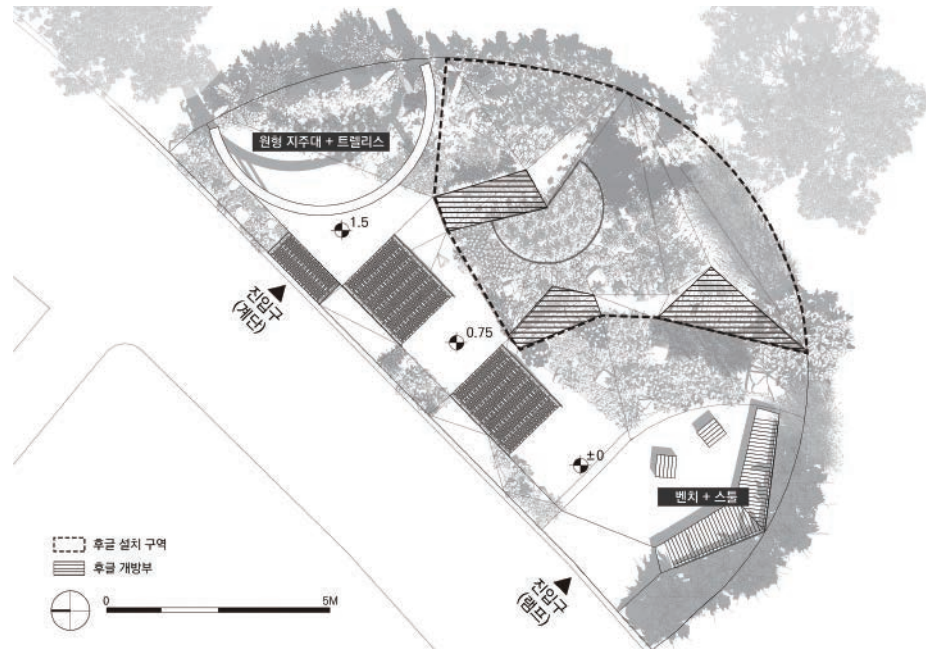 원형 지주대 + 트렐리스
1.5
진입구
(계단)
0.75
±0
벤치 + 스툴
진입구
(램프)
후글 설치 구역
후글 개방부
0
5M